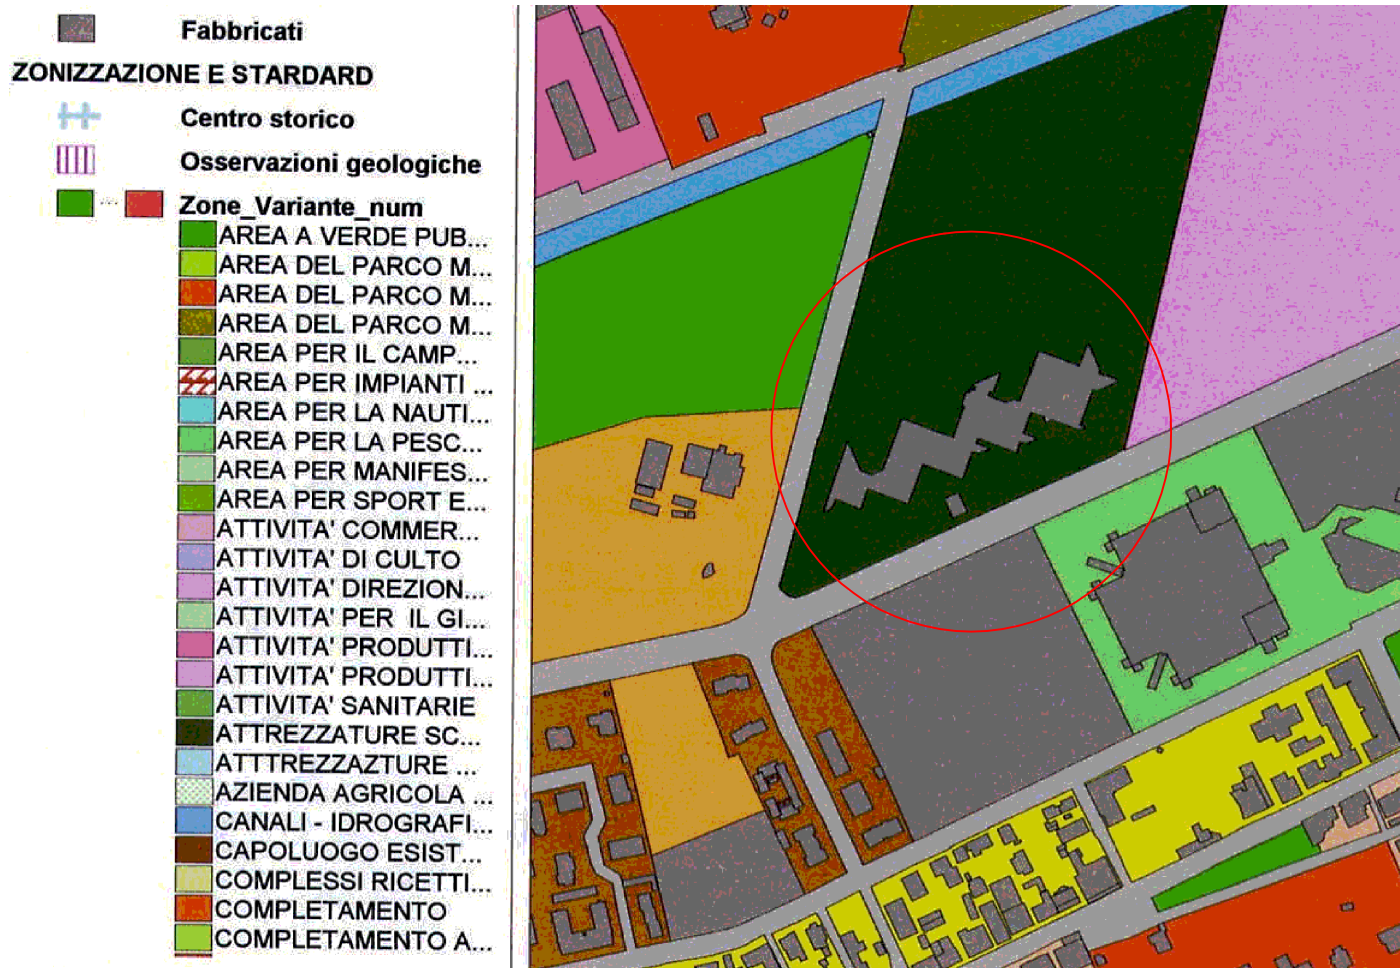 Fabbricati
ZONIZZAZIONE E STARDARD
Centro storico
Osservazioni geologiche
Zone_Variante_num
AREA A VERDE PUB...
AREA DEL PARCO M...
AREA DEL PARCO M...
AREA DEL PARCO M...
AREA PER IL CAMP...
AREA PER IMPIANTI ...
AREA PER LA NAUTI...
AREA PER LA PESC...
AREA PER MANIFES...
AREA PER SPORT E...
ATTIVITA' COMMER...
ATTIVITA' DI CULTO
ATTIVITA' DIREZION...
ATTIVITA' PER IL GI...
ATTIVITA' PRODUTTI...
ATTIVITA' PRODUTTI...
ATTIVITA' SANITARIE
ATTREZZATURE SC...
ATTTREZZAZTURE ...
AZIENDA AGRICOLA ...
CANALI - IDROGRAFI...
CAPOLUOGO ESIST...
COMPLESSI RICETTI...
COMPLETAMENTO
COMPLETAMENTO A...